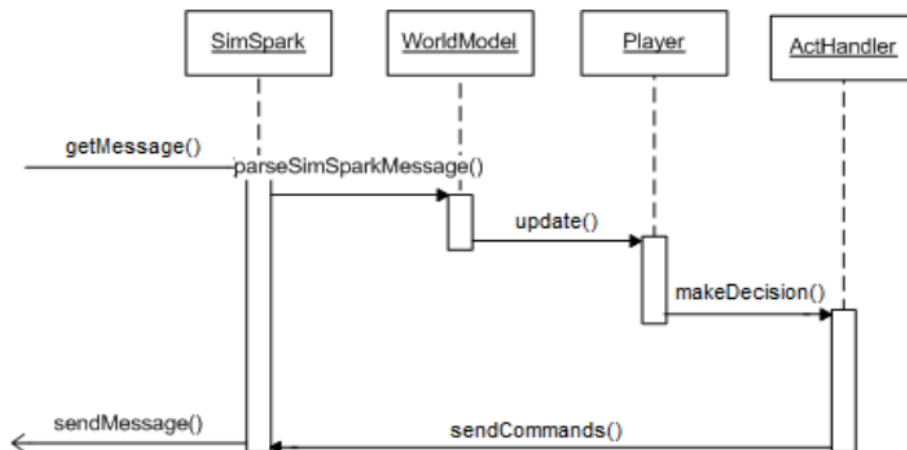 SimSpark
WorldModel
Player
ActHandler
getMessage()
parseSimSparkMessage()
update()
makeDecision()
sendMessage()
sendCommands()